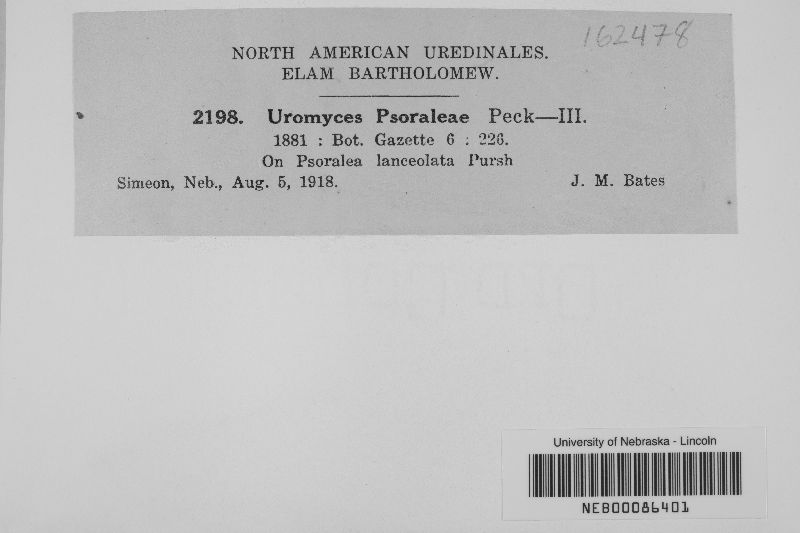 162478
NORTH AMERICAN UREDINALES.
ELAM BARTHOLOMEW.
2198. Uromyces Psoraleae Peck—III.
1881 : Bot. Gazette 6 : 226.
On Psoralea lanceolata Pursh
Simeon, Neb., Aug. 5, 1918. J. M. Bates
University of Nebraska - Lincoln
NEB00086401